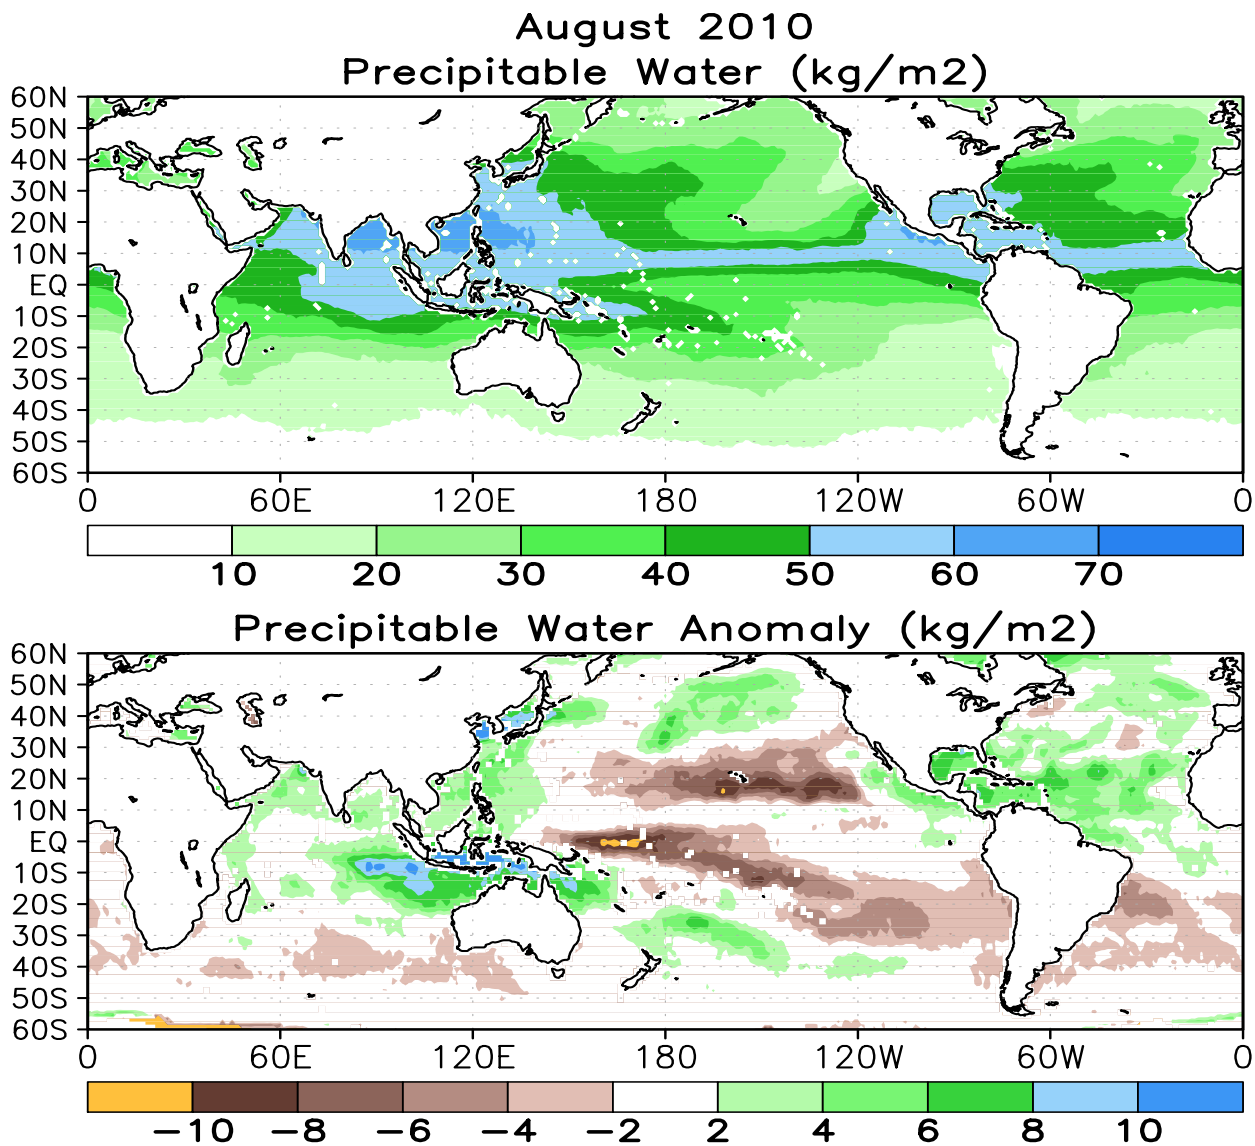 August 2010
Precipitable Water (kg/m2)
60N
50N
40N
30N
20N
10N
EQ
10S
20S
30S
40S
50S
60S
0 60E 120E 180 120W 60W 0
10 20 30 40 50 60 70
Precipitable Water Anomaly (kg/m2)
60N
50N
40N
30N
20N
10N
EQ
10S
20S
30S
40S
50S
60S
0 60E 120E 180 120W 60W 0
-10 -8 -6 -4 -2 2 4 6 8 10